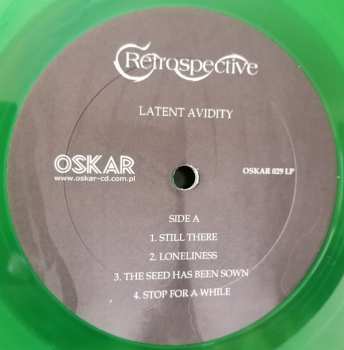 Retrospective
LATENT AVIDITY
OSKAR
www.oskar-cd.com.pl
OSKAR 029 LP
SIDE A
1. STILL THERE
2. LONELINESS
3. THE SEED HAS BEEN SOWN
4. STOP FOR A WHILE